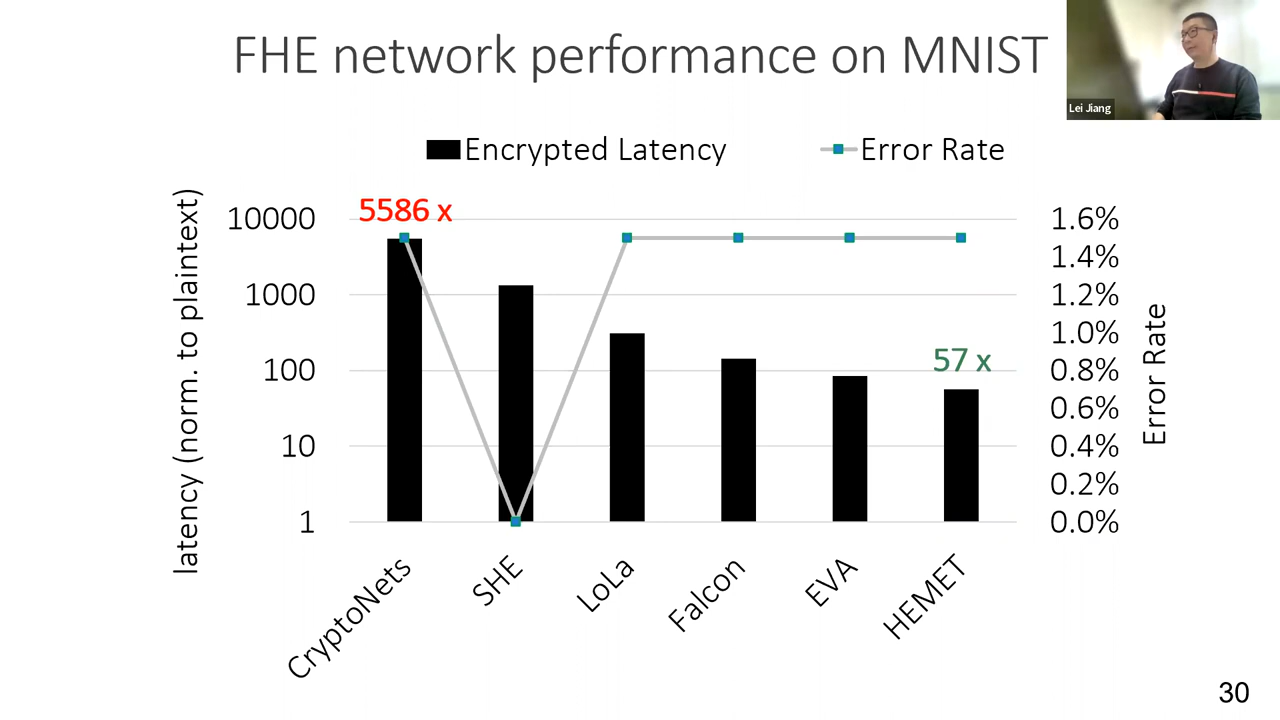 FHE network performance on MNIST
Lei Jiang
Encrypted Latency
Error Rate
latency (norm. to plaintext)
10000
1000
100
10
1
5586 x
57 x
1.6%
1.4%
1.2%
1.0%
0.8%
0.6%
0.4%
0.2%
0.0%
Error Rate
CryptoNets
SHE
LoLa
Falcon
EVA
HEMET
30